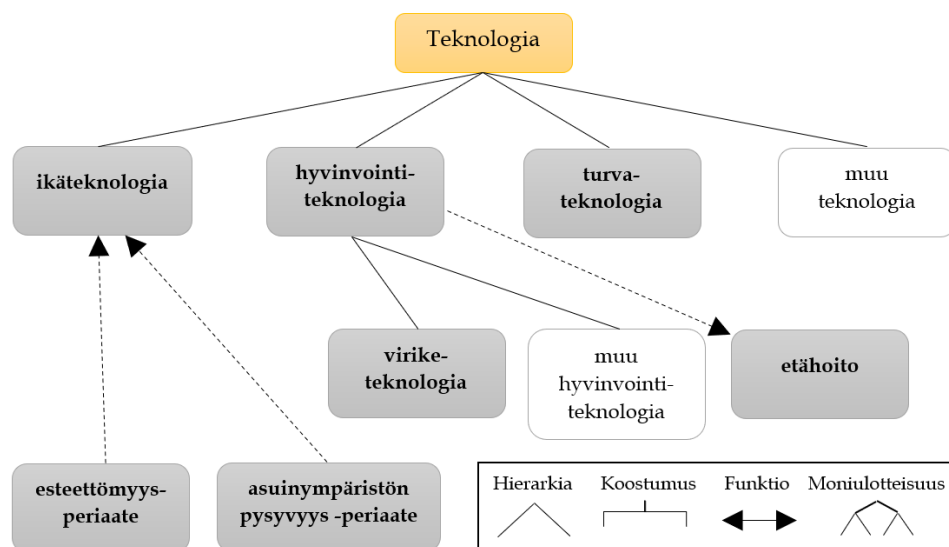 Teknologia
ikäteknologia
hyvinvointi-
teknologia
turva-
teknologia
muu
teknologia
virike-
teknologia
muu
hyvinvointi-
teknologia
etähoito
esteettömyys-
periaate
asuinympäristön
pysyvyys -periaate
Hierarkia Koostumus Funktio Moniulotteisuus